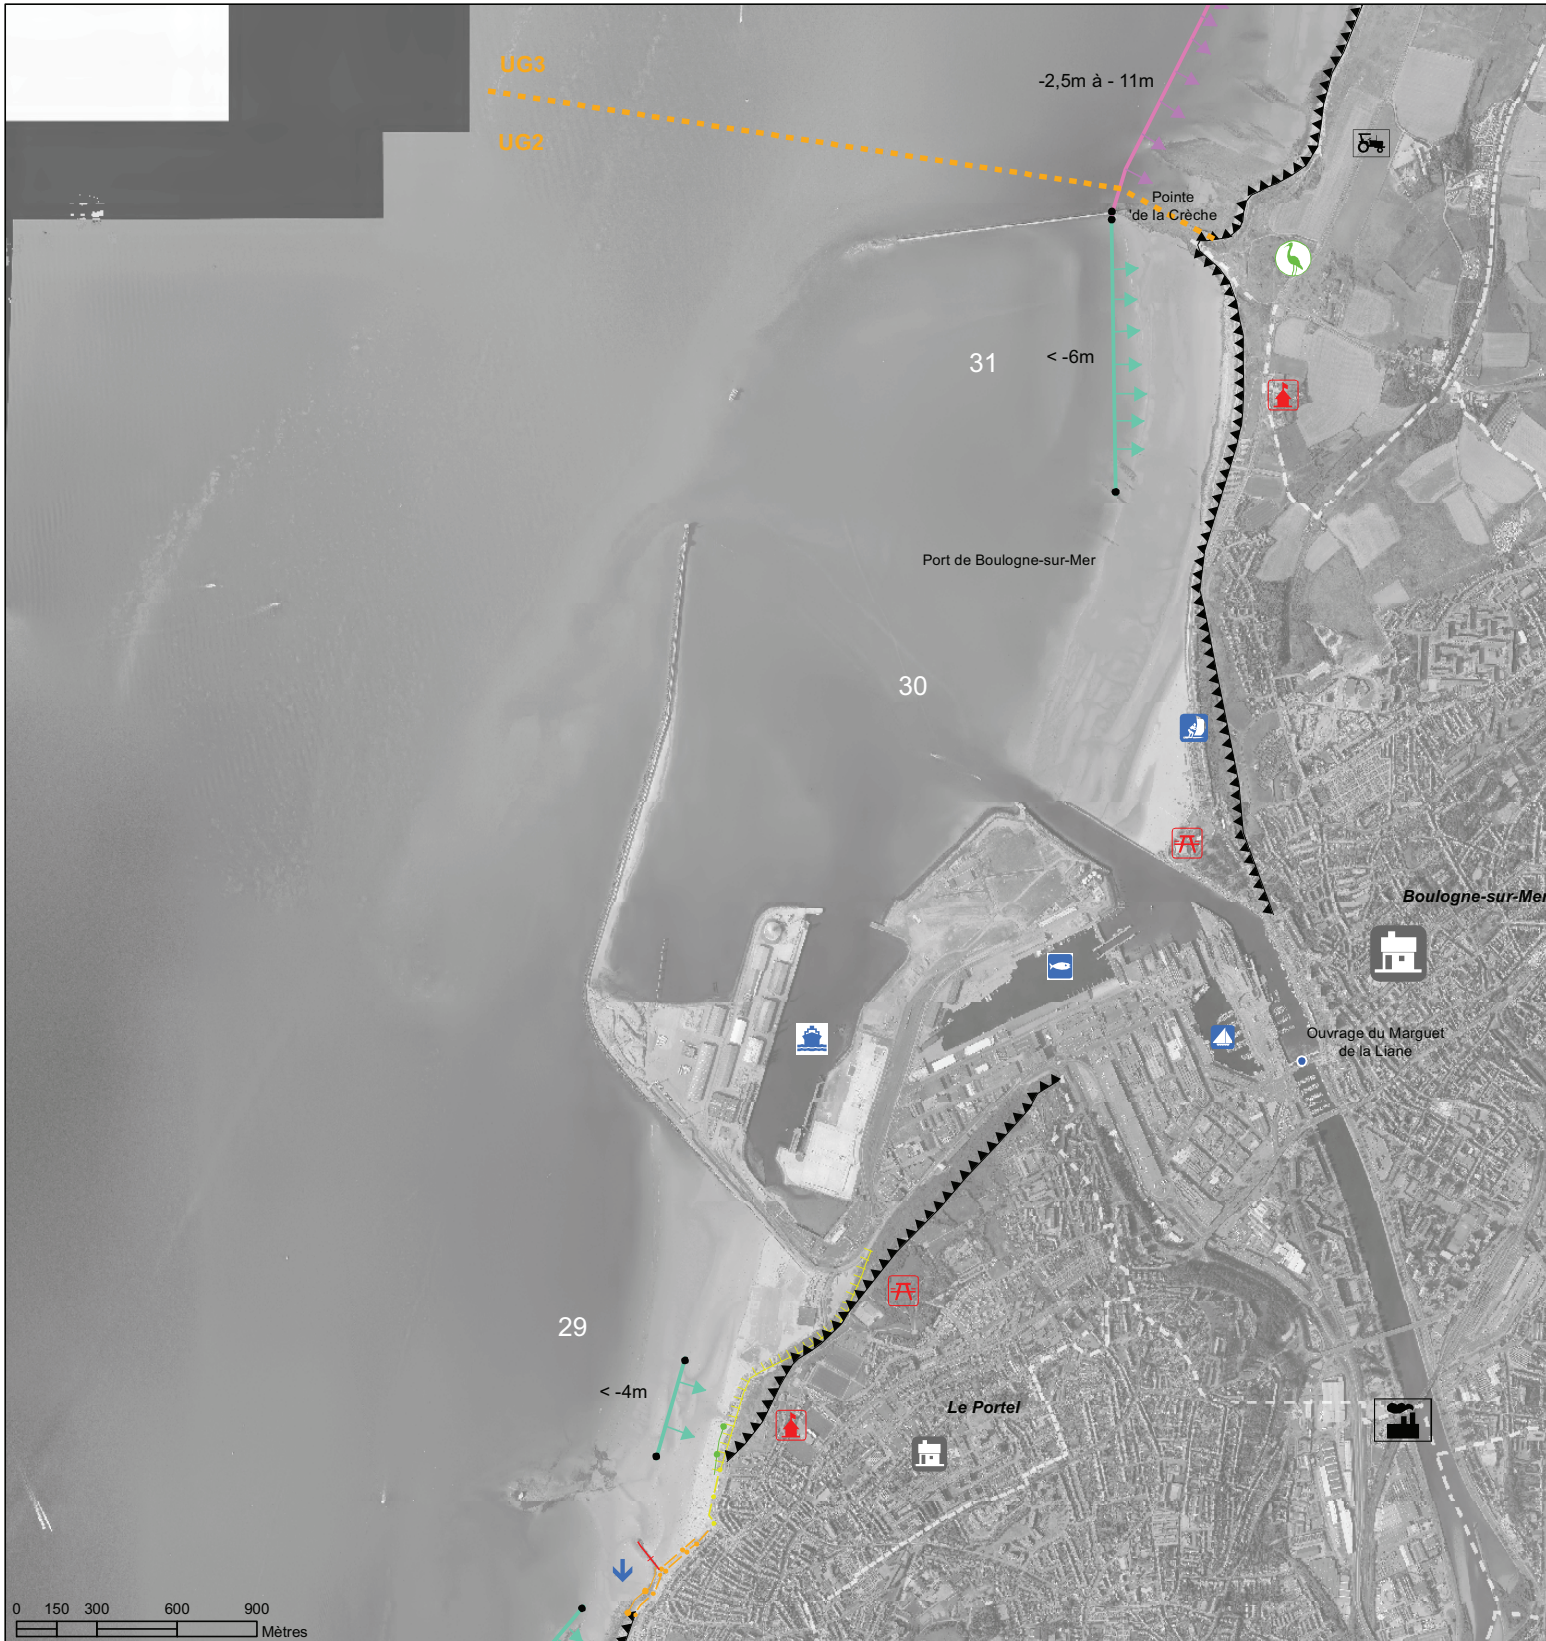 UG3
-2,5m à - 11m
UG2
Pointe
de la Crèche
31
< -6m
Port de Boulogne-sur-Mer
30
Boulogne-sur-Mer
Ouvrage du Marguet
de la Liane
29
< -4m
Le Portel
0 150 300 600 900
Mètres